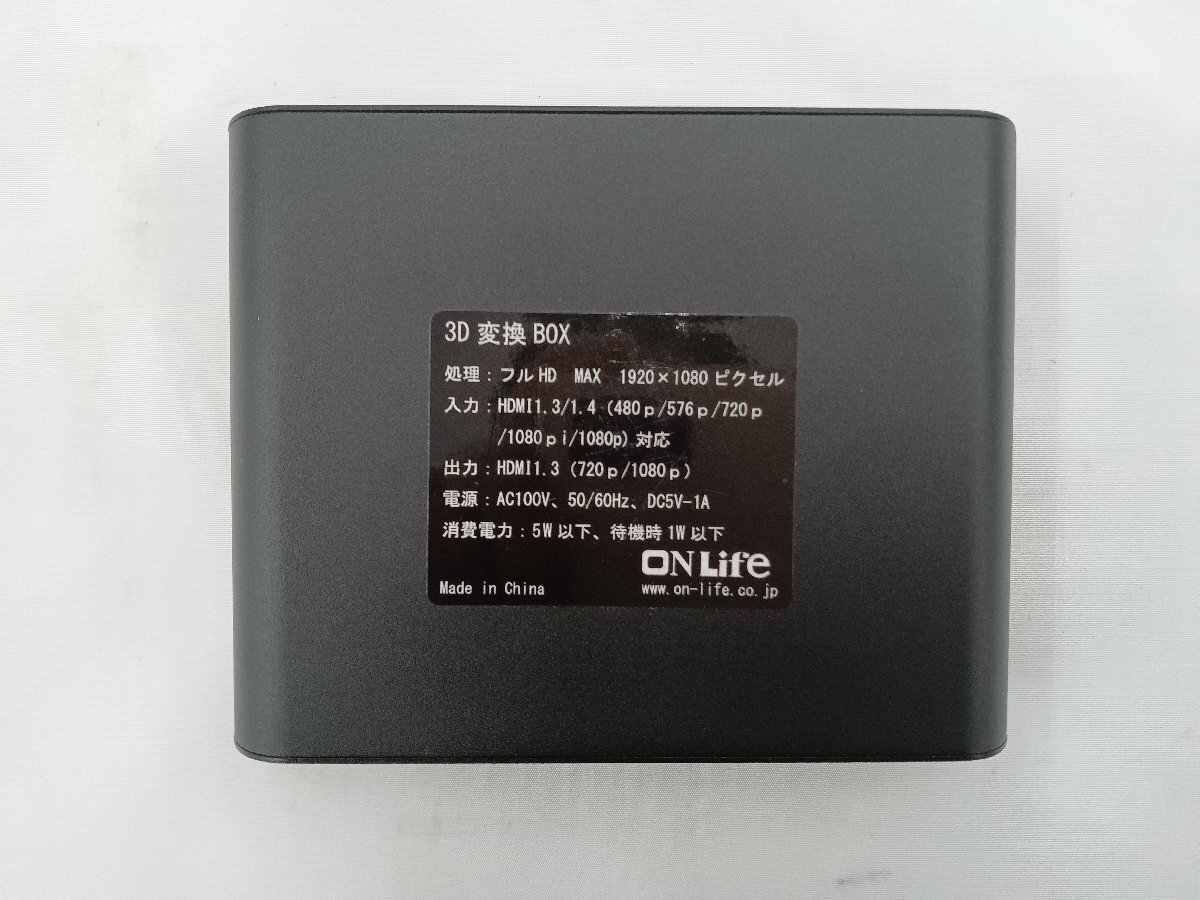 3D 変換 BOX
処理：フルHD MAX 1920×1080 ピクセル
入力：HDMI1.3/1.4（480ｐ/576ｐ/720ｐ
/1080ｐi/1080p）対応
出力：HDMI1.3（720ｐ/1080ｐ）
電源：AC100V、50/60Hz、DC5V-1A
消費電力：5W 以下、待機時 1W 以下
ONLife
Made in China www.on-life.co.jp